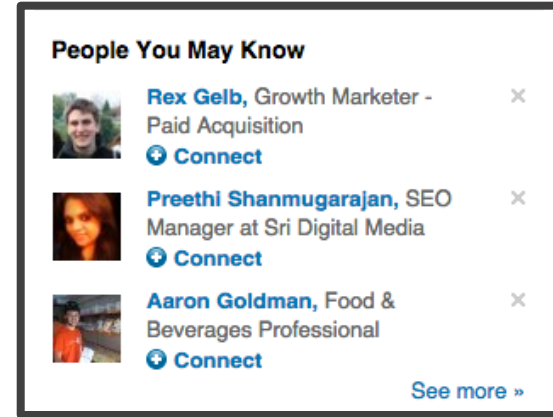 People You May Know
Rex Gelb, Growth Marketer -
Paid Acquisition
Connect
Preethi Shanmugarajan, SEO
Manager at Sri Digital Media
Connect
Aaron Goldman, Food &
Beverages Professional
Connect
See more »